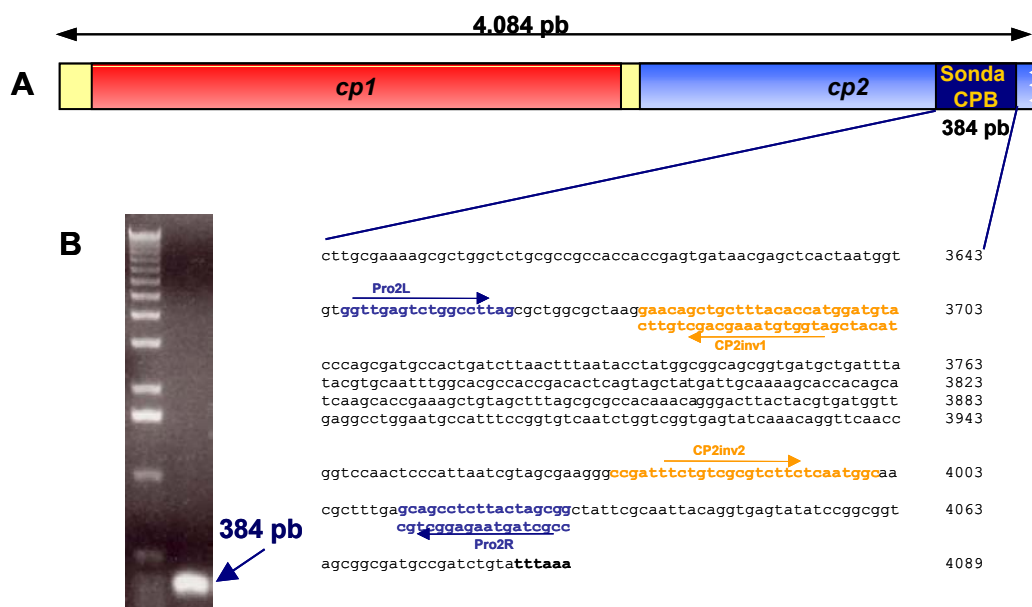 4.084 pb
A
cp1
cp2
Sonda
CPB
384 pb
B
384 pb
cttgcgaaaagcgctggctctgcgccgccaccaccgagtgataacgagctcactaatggt 3643
Pro2L
gtggttgagtctggccttagcgctggcgctaaggaacagctgctttacaccatggatgta 3703
cttgtcgacgaaatgtggtagctacat
CP2inv1
cccagcgatgccactgatcttaactttaatacctatggcggcagcggtgatgctgattta 3763
tacgtgcaatttggcacgccaccgacactcagtagctatgattgcaaaagcaccacagca 3823
tcaagcaccgaaagctgtagctttagcgcgccacaaacagggacttactacgtgatggtt 3883
gaggcctggaatgccatttccggtgtcaatctggtcggtgagtatcaaacaggttcaacc 3943
CP2inv2
ggtccaactcccattaatcgtagcgaagggccgatttctgtcgcgtcttctcaatggcaa 4003
cgctttgagcagcctcttactagcggctattcgcaattacaggtgagtatatccggcggt 4063
cgtcggagaatgatcgcc
Pro2R
agcggcgatgccgatctgtatttaaa 4089